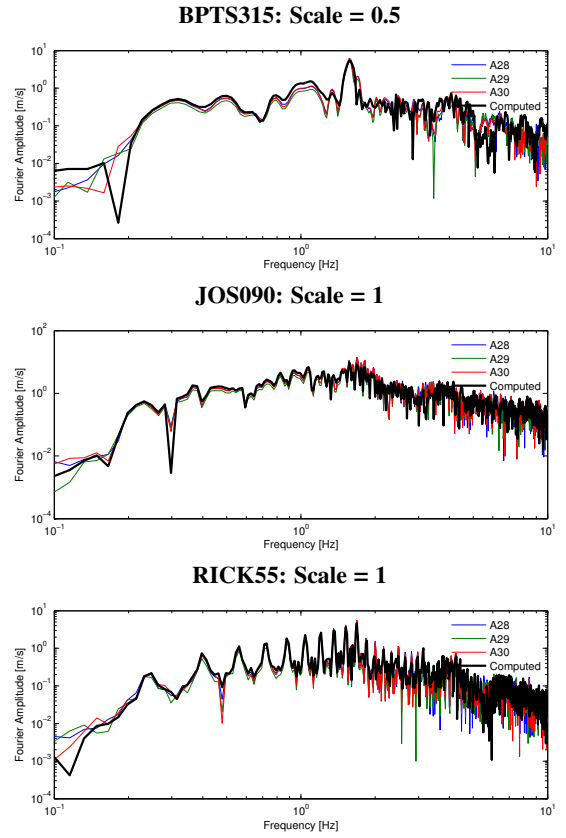 BPTS315: Scale = 0.5
10^1
10^0
10^-1
10^-2
10^-3
10^-4
Fourier Amplitude [m/s]
A28
A29
A30
Computed
10^-1
10^0
10^1
Frequency [Hz]
JOS090: Scale = 1
10^2
10^0
10^-2
10^-4
Fourier Amplitude [m/s]
A28
A29
A30
Computed
10^-1
10^0
10^1
Frequency [Hz]
RICK55: Scale = 1
10^1
10^0
10^-1
10^-2
10^-3
10^-4
Fourier Amplitude [m/s]
A28
A29
A30
Computed
10^-1
10^0
10^1
Frequency [Hz]